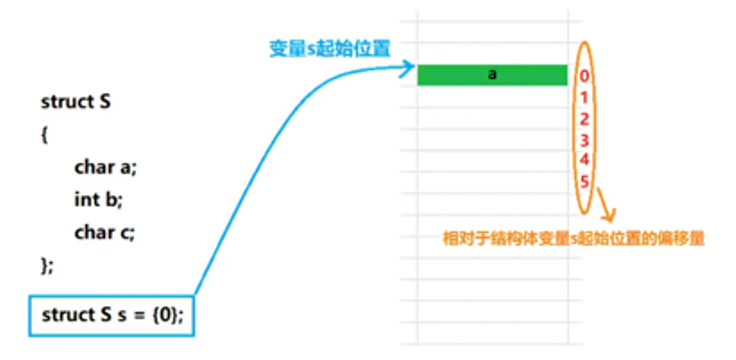 变量s起始位置
struct S
{
char a;
int b;
char c;
};
struct S s = {0};
a
0
1
2
3
4
5
相对于结构体变量s起始位置的偏移量